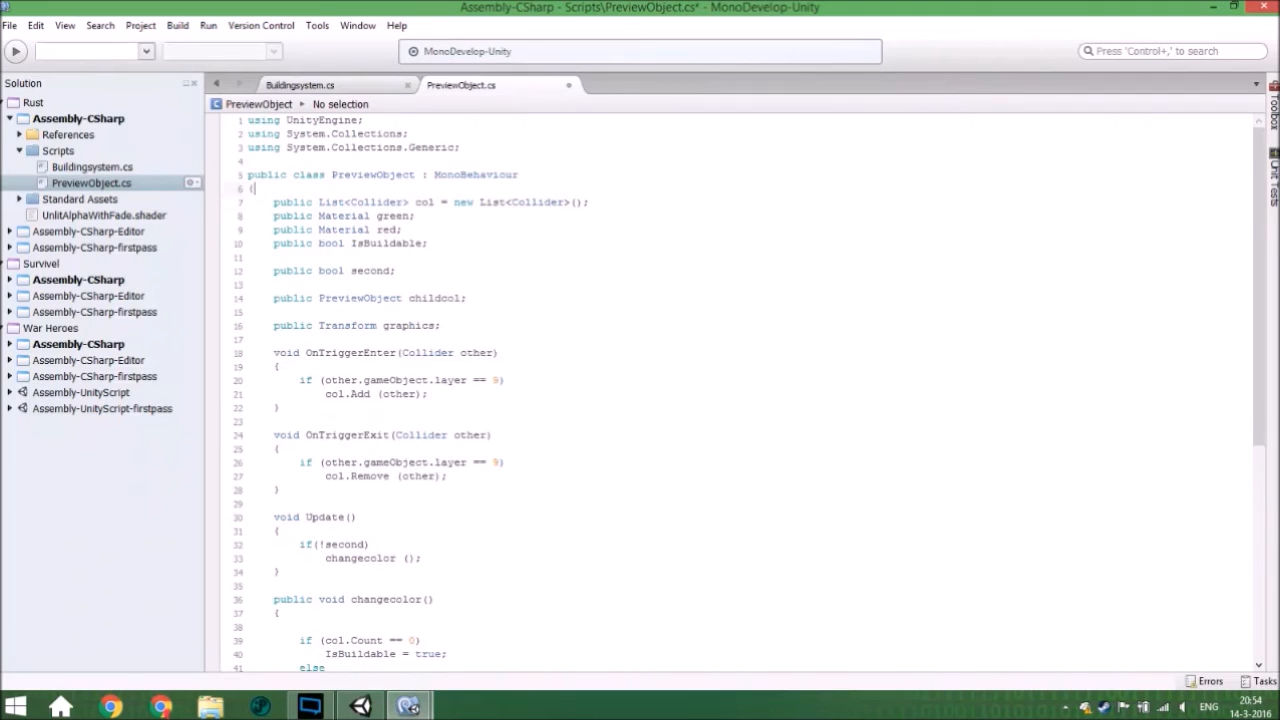 Assembly-CSharp - Scripts\PreviewObject.cs* - MonoDevelop-Unity
File Edit View Search Project Build Run Version Control Tools Window Help
MonoDevelop-Unity
Press 'Control+,' to search
Solution
Rust
Assembly-CSharp
References
Scripts
Buildingsystem.cs
PreviewObject.cs
Standard Assets
UnlitAlphaWithFade.shader
Assembly-CSharp-Editor
Assembly-CSharp-firstpass
Survivel
Assembly-CSharp
Assembly-CSharp-Editor
Assembly-CSharp-firstpass
War Heroes
Assembly-CSharp
Assembly-CSharp-Editor
Assembly-CSharp-firstpass
Assembly-UnityScript
Assembly-UnityScript-firstpass
Buildingsystem.cs PreviewObject.cs
PreviewObject No selection
1 using UnityEngine;
2 using System.Collections;
3 using System.Collections.Generic;
4
5 public class PreviewObject : MonoBehaviour
6 {
7 public List<Collider> col = new List<Collider>();
8 public Material green;
9 public Material red;
10 public bool IsBuildable;
11
12 public bool second;
13
14 public PreviewObject childcol;
15
16 public Transform graphics;
17
18 void OnTriggerEnter(Collider other)
19 {
20 if (other.gameObject.layer == 9)
21 col.Add (other);
22 }
23
24 void OnTriggerExit(Collider other)
25 {
26 if (other.gameObject.layer == 9)
27 col.Remove (other);
28 }
29
30 void Update()
31 {
32 if(!second)
33 changecolor ();
34 }
35
36 public void changecolor()
37 {
38
39 if (col.Count == 0)
40 IsBuildable = true;
41 else
Toolbox
Unit Tests
Errors Tasks
ENG
20:54
14-3-2016